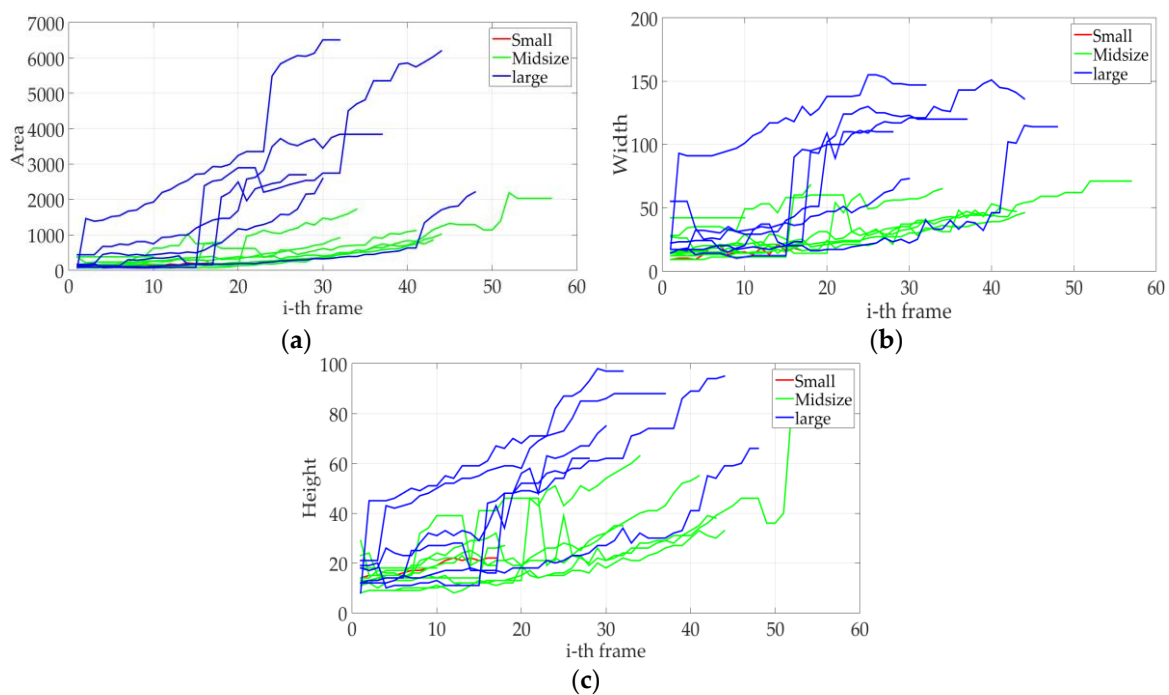 7000
6000
5000
4000
3000
2000
1000
0
Area
0 10 20 30 40 50 60
i-th frame
Small
Midsize
large
(a)
200
150
100
50
0
Width
0 10 20 30 40 50 60
i-th frame
Small
Midsize
large
(b)
100
80
60
40
20
0
Height
0 10 20 30 40 50 60
i-th frame
Small
Midsize
large
(c)